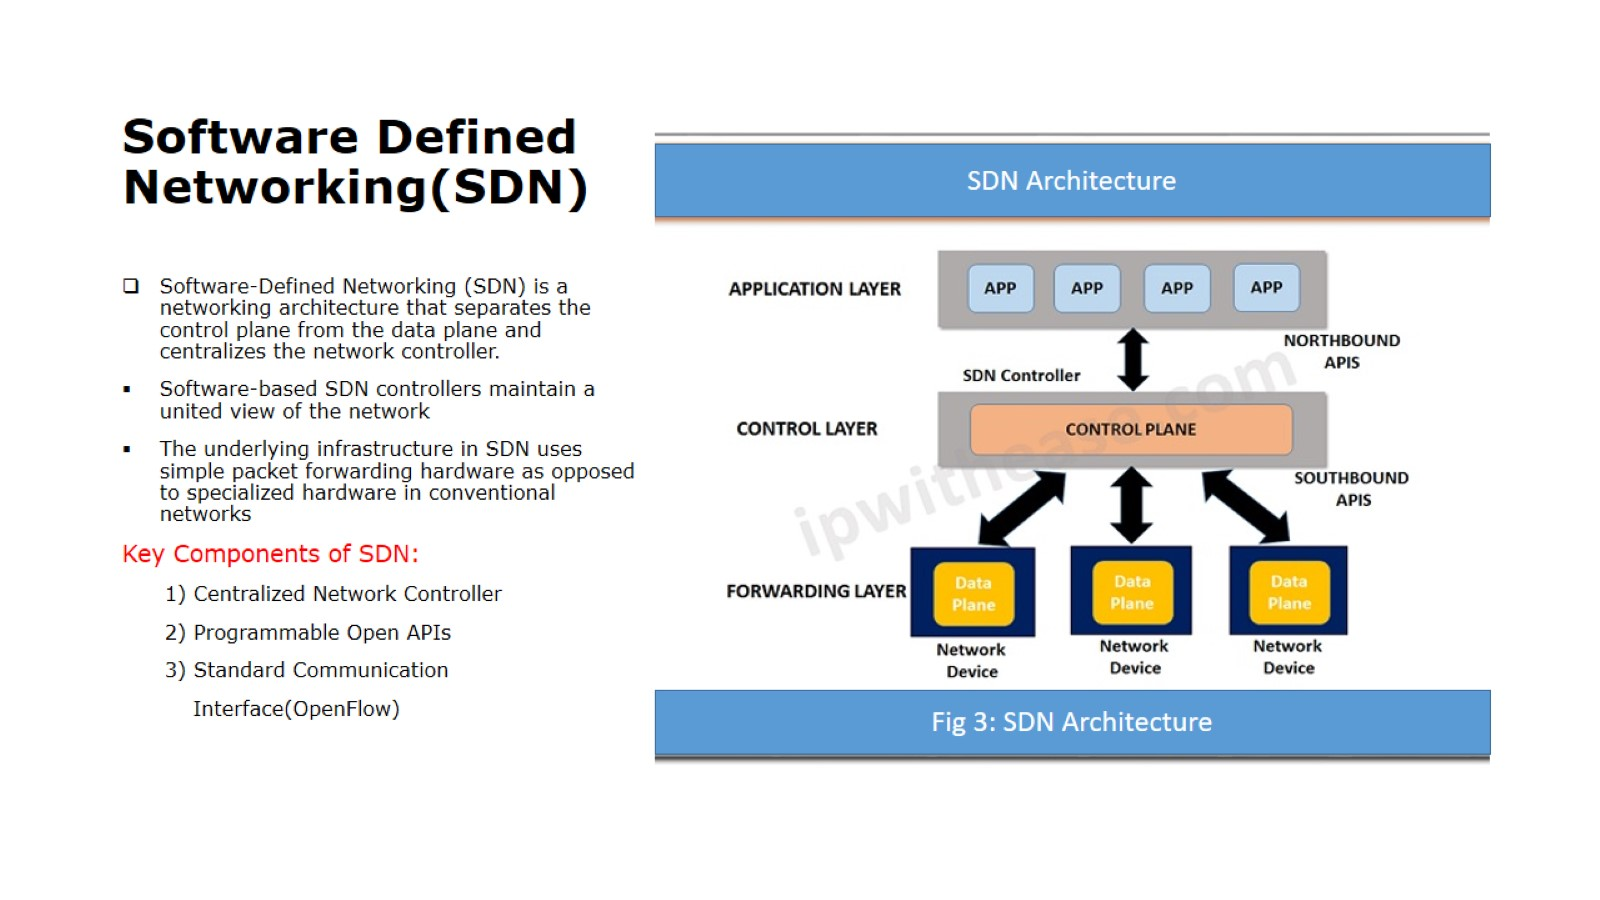 Software Defined
Networking(SDN)
❑ Software-Defined Networking (SDN) is a
networking architecture that separates the
control plane from the data plane and
centralizes the network controller.
▪ Software-based SDN controllers maintain a
united view of the network
▪ The underlying infrastructure in SDN uses
simple packet forwarding hardware as opposed
to specialized hardware in conventional
networks
Key Components of SDN:
1) Centralized Network Controller
2) Programmable Open APIs
3) Standard Communication
Interface(OpenFlow)
SDN Architecture
APPLICATION LAYER
APP APP APP APP
NORTHBOUND
APIS
SDN Controller
CONTROL LAYER
CONTROL PLANE
SOUTHBOUND
APIS
ipwithease.com
FORWARDING LAYER
Data
Plane
Network
Device
Data
Plane
Network
Device
Data
Plane
Network
Device
Fig 3: SDN Architecture